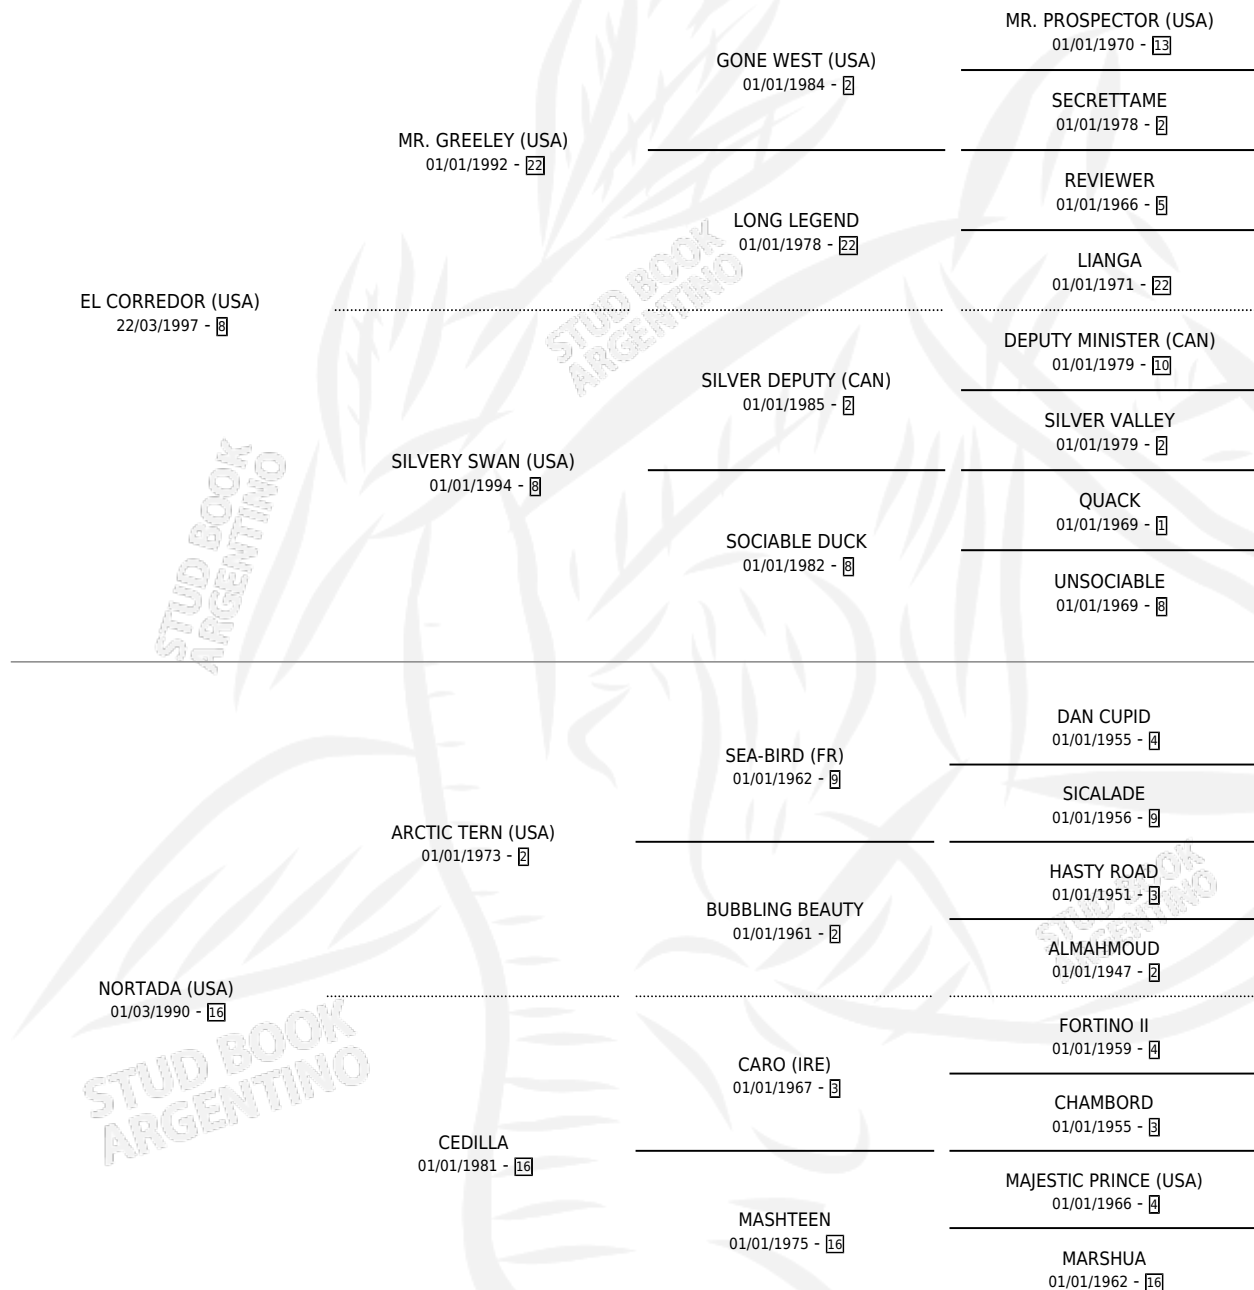 MR. PROSPECTOR (USA)
01/01/1970 - 13
GONE WEST (USA)
01/01/1984 - 2
SECRETTAME
01/01/1978 - 2
MR. GREELEY (USA)
01/01/1992 - 22
REVIEWER
01/01/1966 - 5
LONG LEGEND
01/01/1978 - 22
LIANGA
01/01/1971 - 22
EL CORREDOR (USA)
22/03/1997 - 8
STUD BOOK
ARGENTINO
DEPUTY MINISTER (CAN)
01/01/1979 - 10
SILVER DEPUTY (CAN)
01/01/1985 - 2
SILVER VALLEY
01/01/1979 - 2
SILVERY SWAN (USA)
01/01/1994 - 8
QUACK
01/01/1969 - 1
SOCIABLE DUCK
01/01/1982 - 8
UNSOCIABLE
01/01/1969 - 8
STUD BOOK
ARGENTINO
DAN CUPID
01/01/1955 - 4
SEA-BIRD (FR)
01/01/1962 - 9
SICALADE
01/01/1956 - 9
ARCTIC TERN (USA)
01/01/1973 - 2
HASTY ROAD
01/01/1951 - 3
BUBBLING BEAUTY
01/01/1961 - 2
ALMAHMOUD
01/01/1947 - 2
STUD BOOK
ARGENTINO
NORTADA (USA)
01/03/1990 - 16
FORTINO II
01/01/1959 - 4
CARO (IRE)
01/01/1967 - 3
CHAMBORD
01/01/1955 - 3
STUD BOOK
ARGENTINO
CEDILLA
01/01/1981 - 16
MAJESTIC PRINCE (USA)
01/01/1966 - 4
MASHTEEN
01/01/1975 - 16
MARSHUA
01/01/1962 - 16